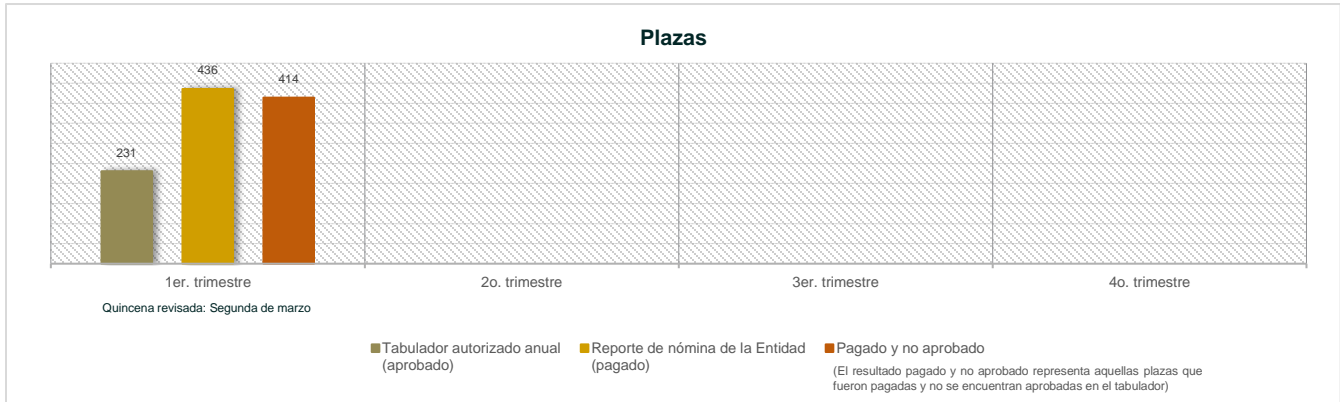 Plazas
231
436
414
1er. trimestre
2o. trimestre
3er. trimestre
4o. trimestre
Quincena revisada: Segunda de marzo
Tabulador autorizado anual
(aprobado)
Reporte de nómina de la Entidad
(pagado)
Pagado y no aprobado
(El resultado pagado y no aprobado representa aquellas plazas que
fueron pagadas y no se encuentran aprobadas en el tabulador)